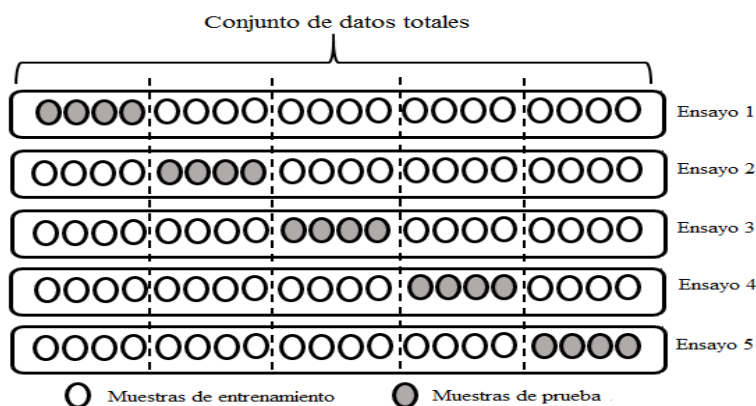 Conjunto de datos totales
Ensayo 1
Ensayo 2
Ensayo 3
Ensayo 4
Ensayo 5
Muestras de entrenamiento Muestras de prueba